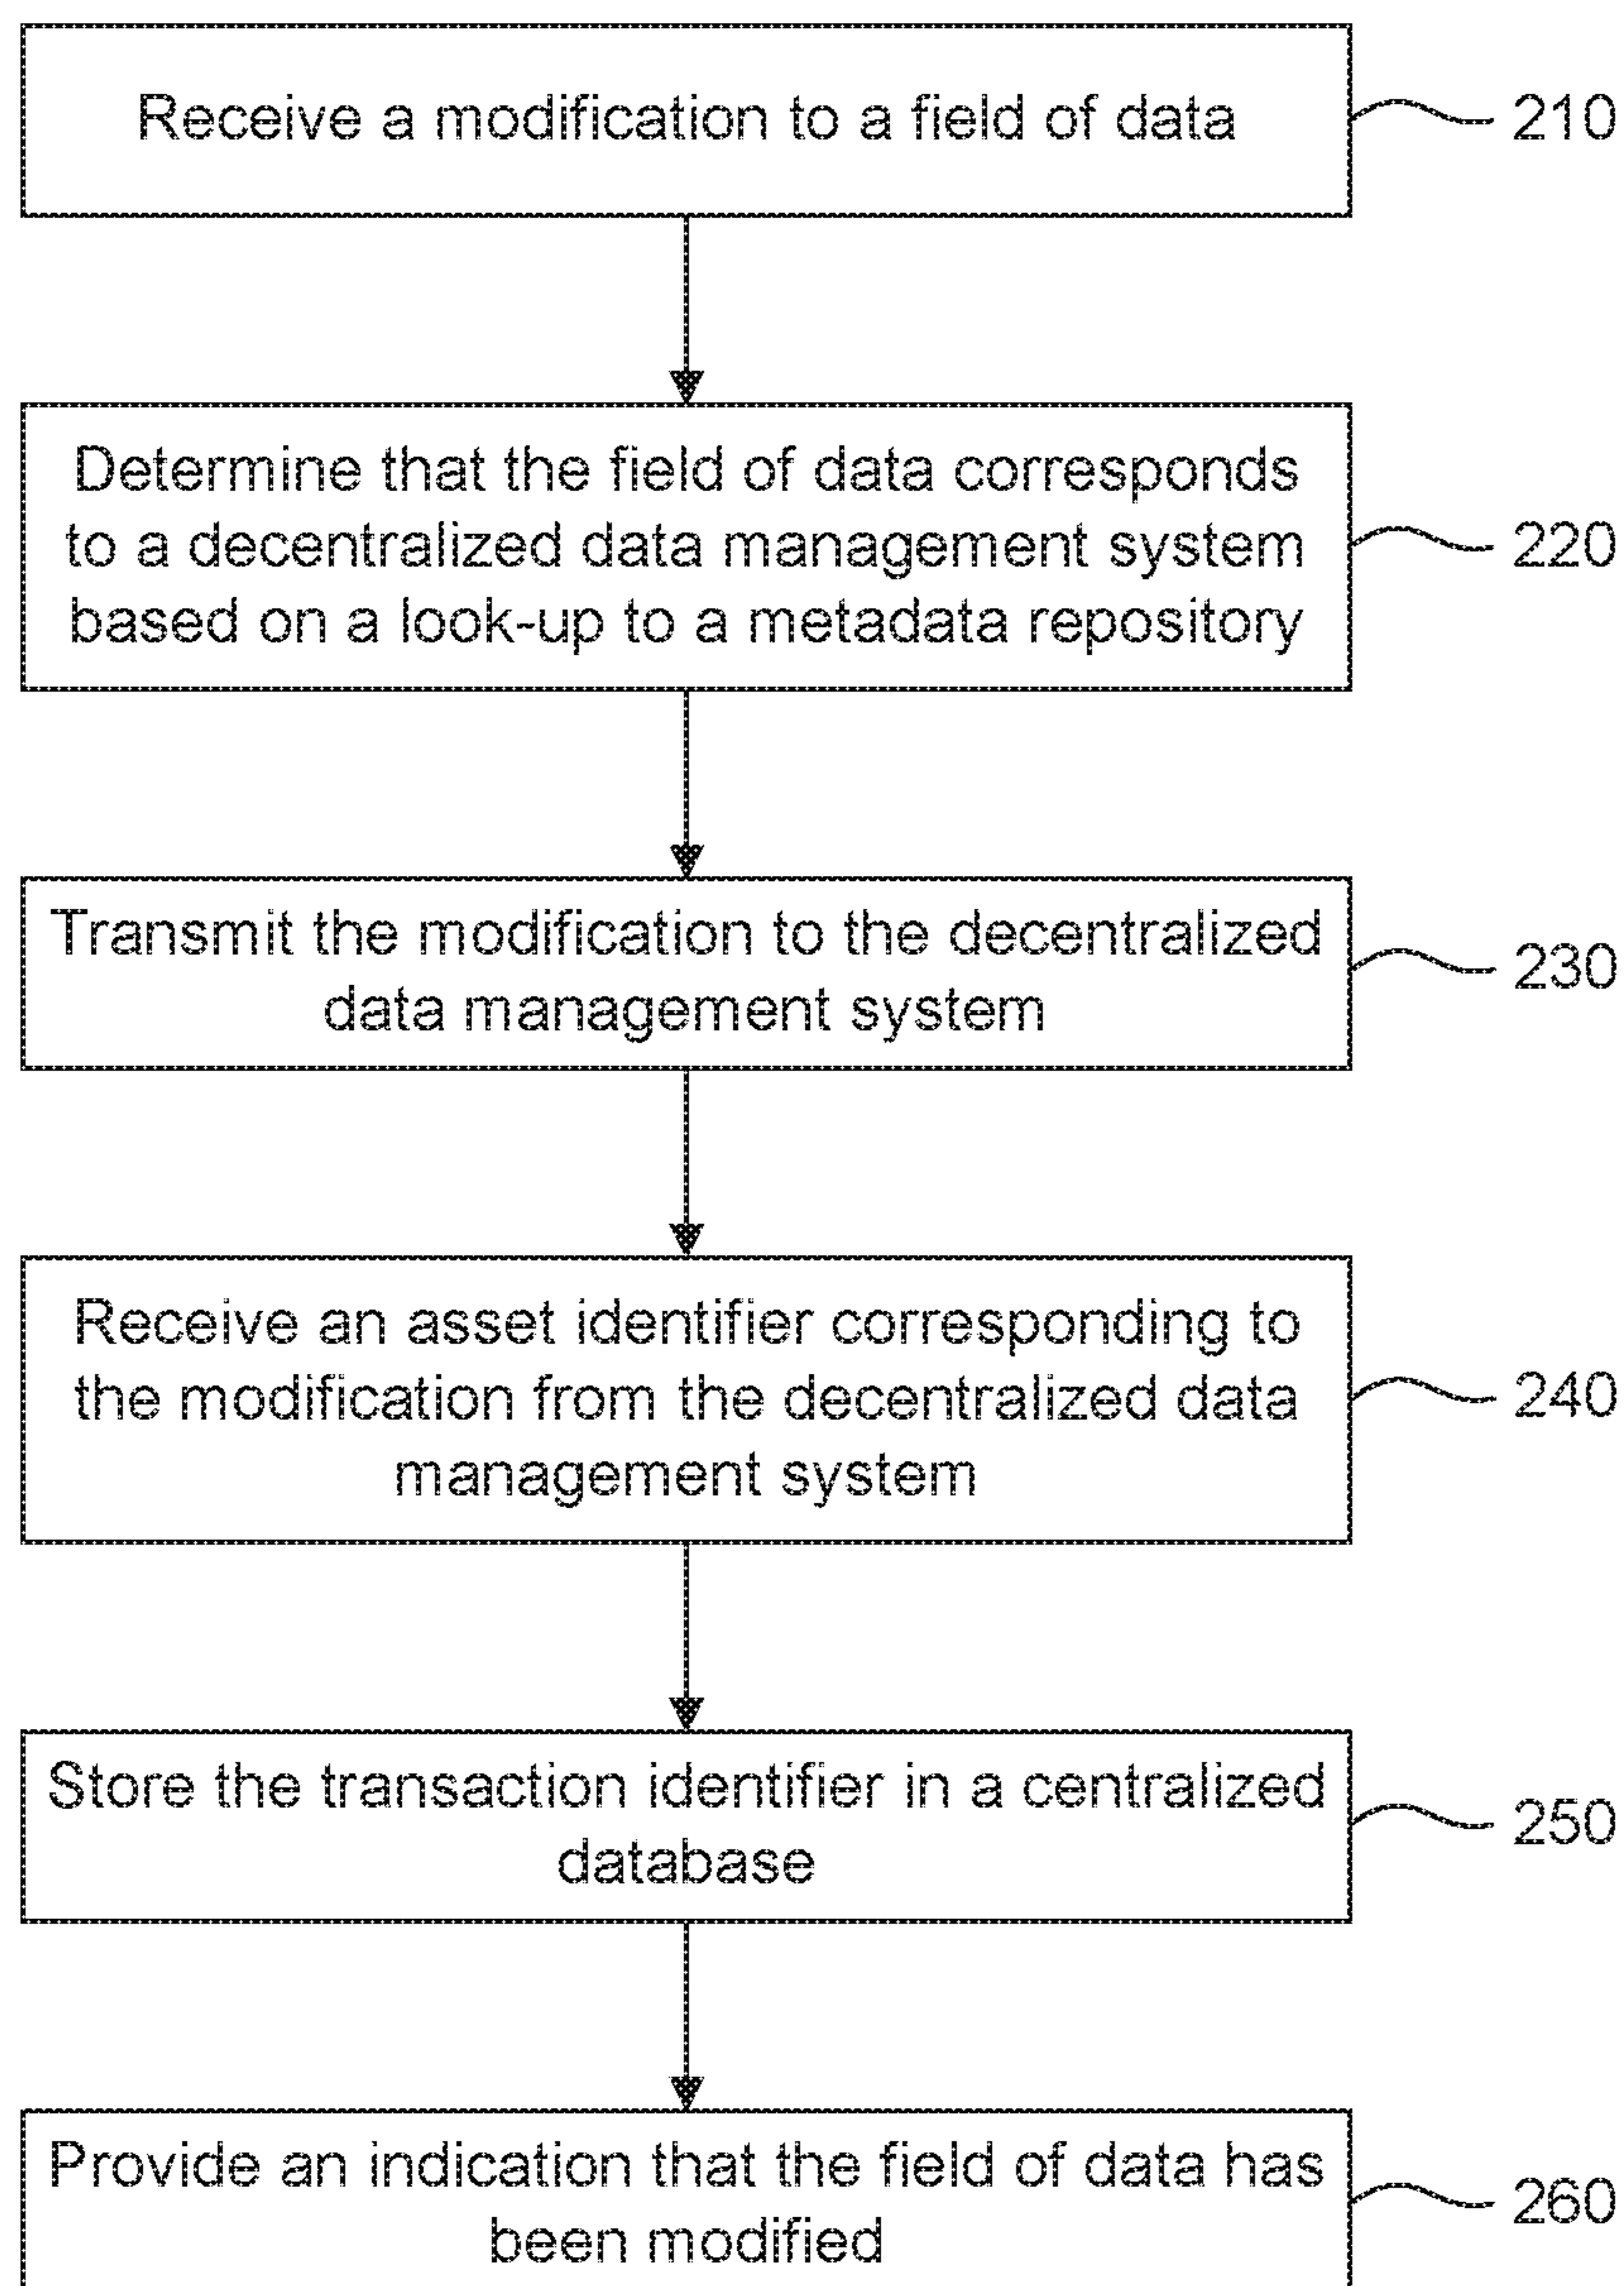 Receive a modification to a field of data
210
Determine that the field of data corresponds
to a decentralized data management system
based on a look-up to a metadata repository
220
Transmit the modification to the decentralized
data management system
230
Receive an asset identifier corresponding to
the modification from the decentralized data
management system
240
Store the transaction identifier in a centralized
database
250
Provide an indication that the field of data has
been modified
260